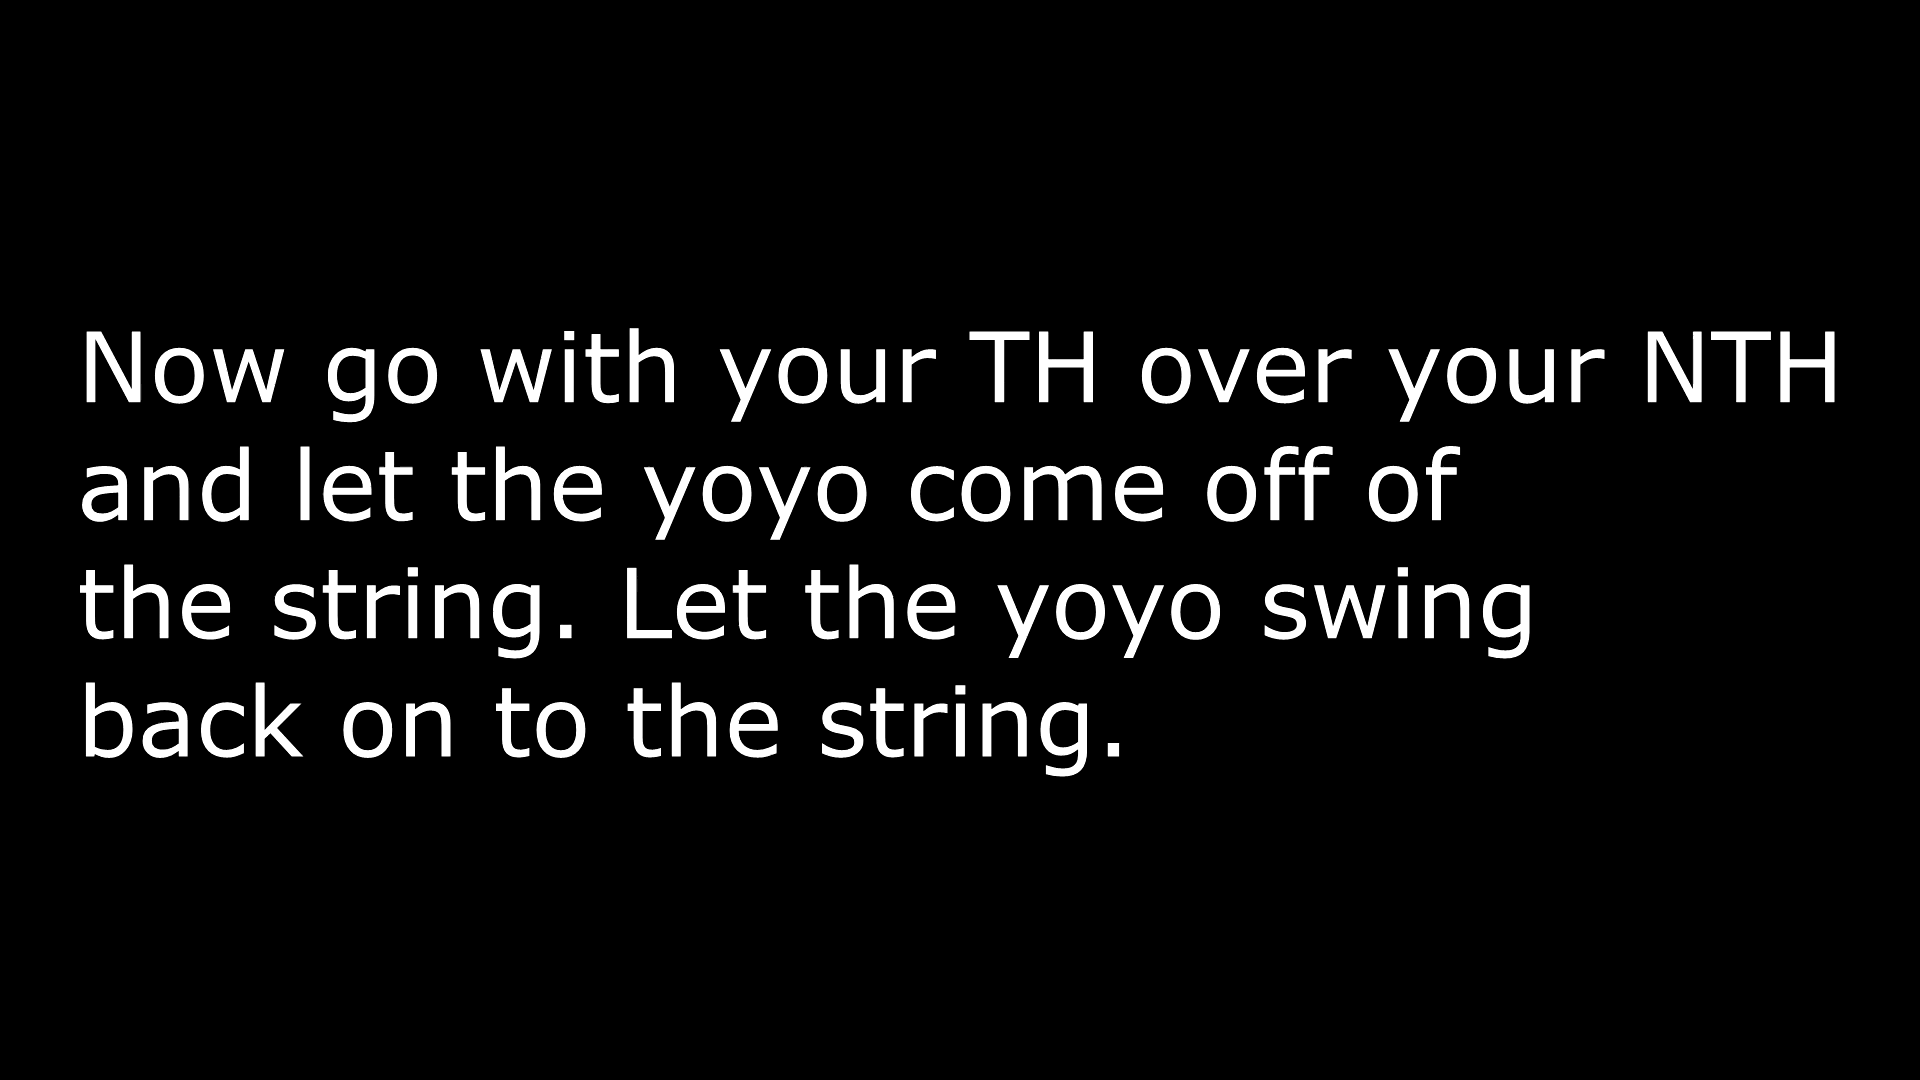 Now go with your TH over your NTH
and let the yoyo come off of
the string. Let the yoyo swing
back on to the string.